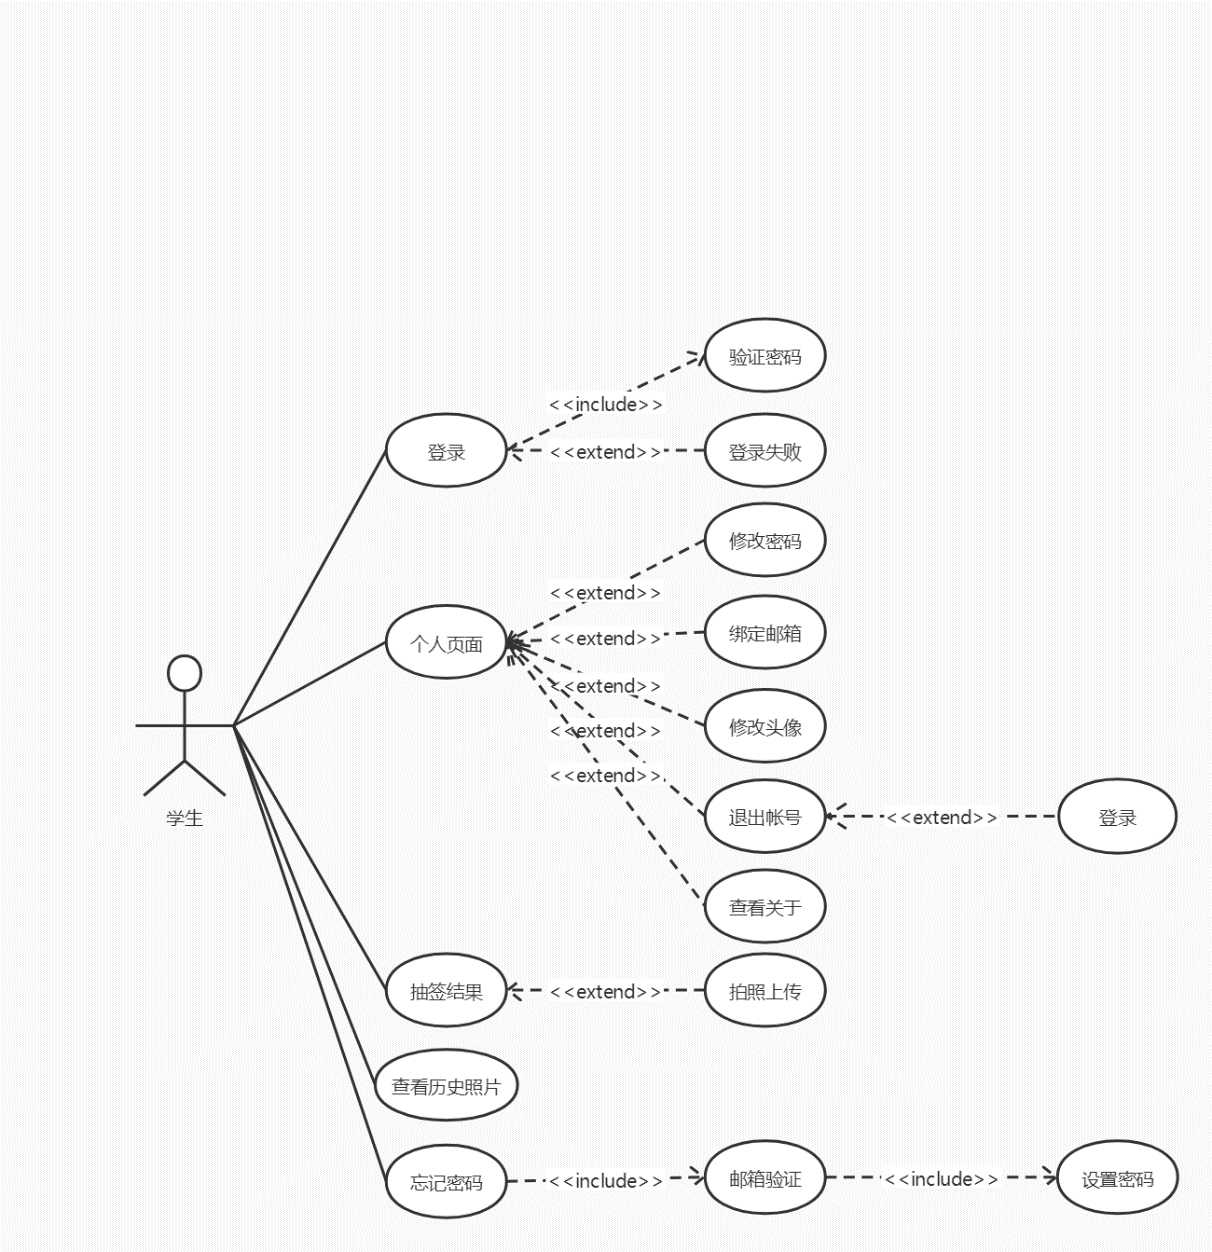 验证密码
<<include>>
登录
<<extend>>
登录失败
修改密码
<<extend>>
个人页面
<<extend>>
绑定邮箱
<<extend>>
修改头像
<<extend>>
<<extend>>
学生
退出帐号
<<extend>>
登录
查看关于
抽签结果
<<extend>>
拍照上传
查看历史照片
忘记密码
<<include>>
邮箱验证
<<include>>
设置密码